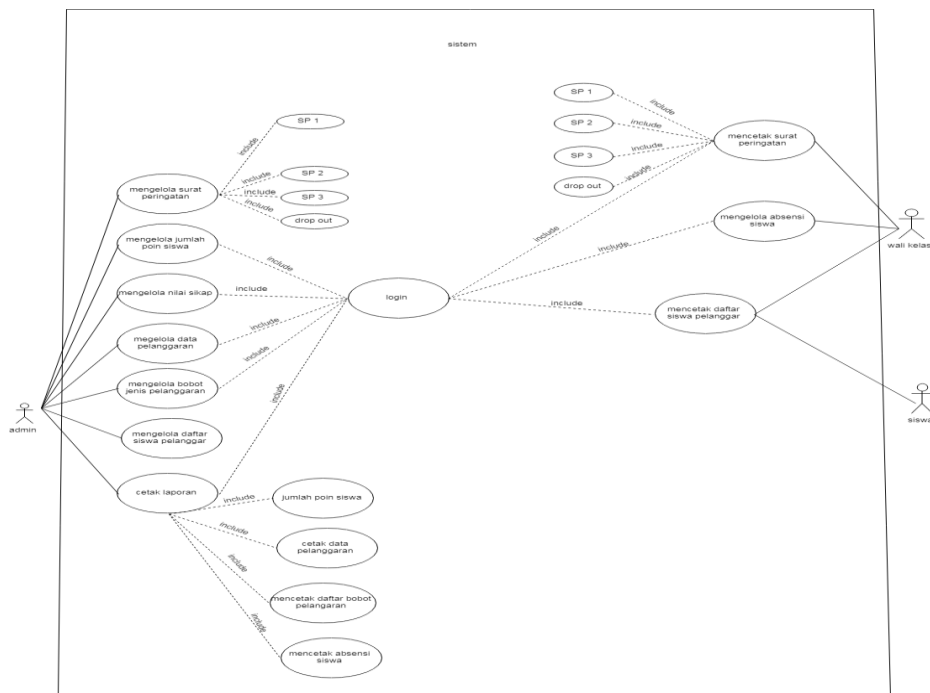 sistem
SP 1
include
SP 2
include
SP 3
include
drop out
include
mengelola surat
peringatan
mengelola jumlah
poin siswa
include
mengelola nilai sikap
include
megelola data
pelanggaran
include
mengelola bobot
jenis pelanggaran
include
mengelola daftar
siswa pelanggar
cetak laporan
include
admin
login
jumlah poin siswa
include
cetak data
pelanggaran
include
mencetak daftar bobot
pelangaran
include
mencetak absensi
siswa
include
SP 1
include
SP 2
include
SP 3
include
drop out
include
mencetak surat
peringatan
include
mengelola absensi
siswa
include
mencetak daftar
siswa pelanggar
include
wali kelas
siswa